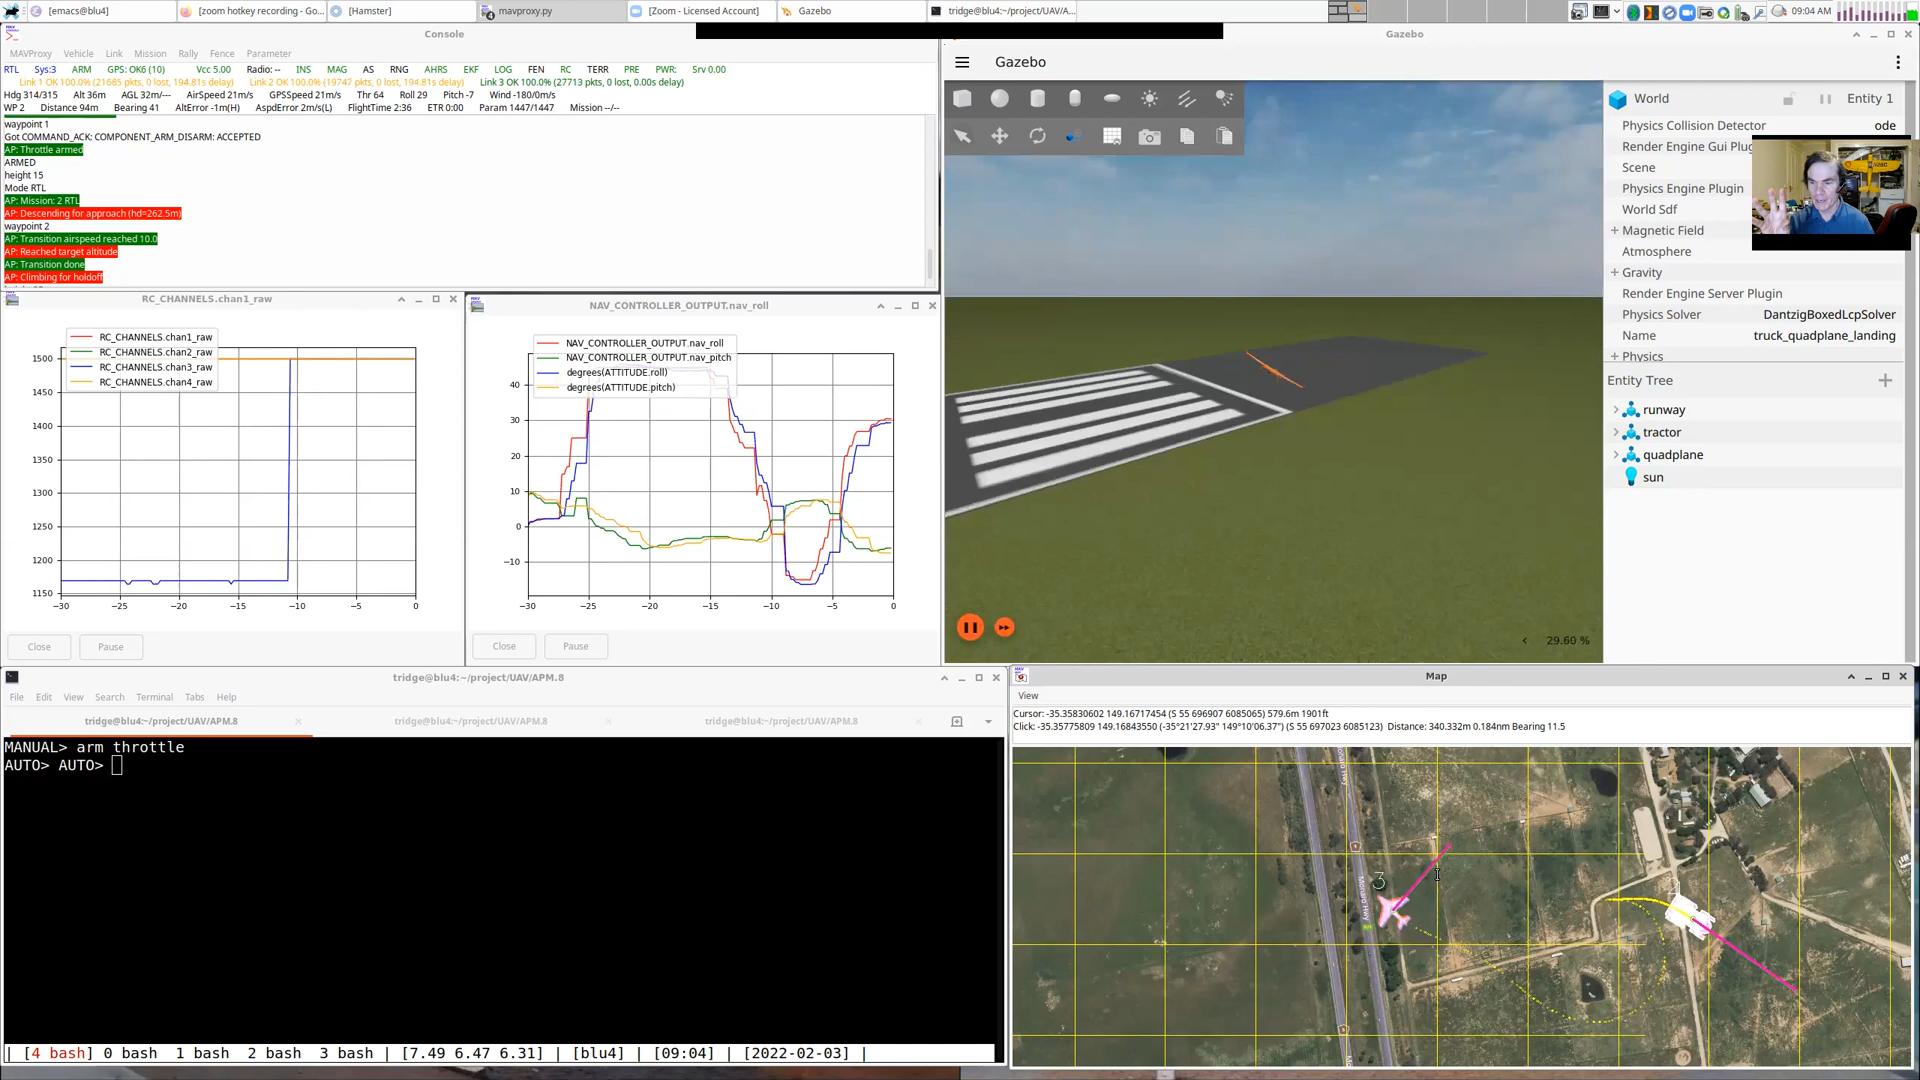 [emacs@blu4]
[zoom hotkey recording - Go...
[Hamster]
mavproxy.py
[Zoom - Licensed Account]
Gazebo
tridge@blu4:~/project/UAV/A...
09:04 AM
Console
MAVProxy Vehicle Link Mission Rally Fence Parameter
RTL Sys:3 ARM GPS: OK6 (10) Vcc 5.00 Radio: -- INS MAG AS RNG AHRS EKF LOG FEN RC TERR PRE PWR: Srv 0.00
Link 1 OK 100.0% (21685 pkts, 0 lost, 194.81s delay) Link 2 OK 100.0% (19747 pkts, 0 lost, 194.81s delay) Link 3 OK 100.0% (27713 pkts, 0 lost, 0.00s delay)
Hdg 314/315 Alt 36m AGL 32m/--- AirSpeed 21m/s GPSSpeed 21m/s Thr 64 Roll 29 Pitch -7 Wind -180/0m/s
WP 2 Distance 94m Bearing 41 AltError -1m(H) AspdError 2m/s(L) FlightTime 2:36 ETR 0:00 Param 1447/1447 Mission --/--
waypoint 1
Got COMMAND_ACK: COMPONENT_ARM_DISARM: ACCEPTED
AP: Throttle armed
ARMED
height 15
Mode RTL
AP: Mission: 2 RTL
AP: Descending for approach (hd=262.5m)
waypoint 2
AP: Transition airspeed reached 10.0
AP: Reached target altitude
AP: Transition done
AP: Climbing for holdoff
RC_CHANNELS.chan1_raw
RC_CHANNELS.chan1_raw
RC_CHANNELS.chan2_raw
RC_CHANNELS.chan3_raw
RC_CHANNELS.chan4_raw
1500
1450
1400
1350
1300
1250
1200
1150
−30 −25 −20 −15 −10 −5 0
Close Pause
NAV_CONTROLLER_OUTPUT.nav_roll
NAV_CONTROLLER_OUTPUT.nav_roll
NAV_CONTROLLER_OUTPUT.nav_pitch
degrees(ATTITUDE.roll)
degrees(ATTITUDE.pitch)
40
30
20
10
0
−10
−30 −25 −20 −15 −10 −5 0
Close Pause
Gazebo
Gazebo
29.60 %
World Entity 1
Physics Collision Detector ode
Render Engine Gui Plug
Scene
Physics Engine Plugin
World Sdf
Magnetic Field
Atmosphere
Gravity
Render Engine Server Plugin
Physics Solver DantzigBoxedLcpSolver
Name truck_quadplane_landing
Physics
Entity Tree
runway
tractor
quadplane
sun
tridge@blu4:~/project/UAV/APM.8
File Edit View Search Terminal Tabs Help
tridge@blu4:~/project/UAV/APM.8 tridge@blu4:~/project/UAV/APM.8 tridge@blu4:~/project/UAV/APM.8
MANUAL> arm throttle
AUTO> AUTO>
| [4 bash] 0 bash 1 bash 2 bash 3 bash | [7.49 6.47 6.31] | [blu4] | [09:04] | [2022-02-03] |
Map
View
Cursor: -35.35830602 149.16717454 (S 55 696907 6085065) 579.6m 1901ft
Click: -35.35775809 149.16843550 (-35°21'27.93" 149°10'06.37") (S 55 697023 6085123) Distance: 340.332m 0.184nm Bearing 11.5
3
Monaro Hwy